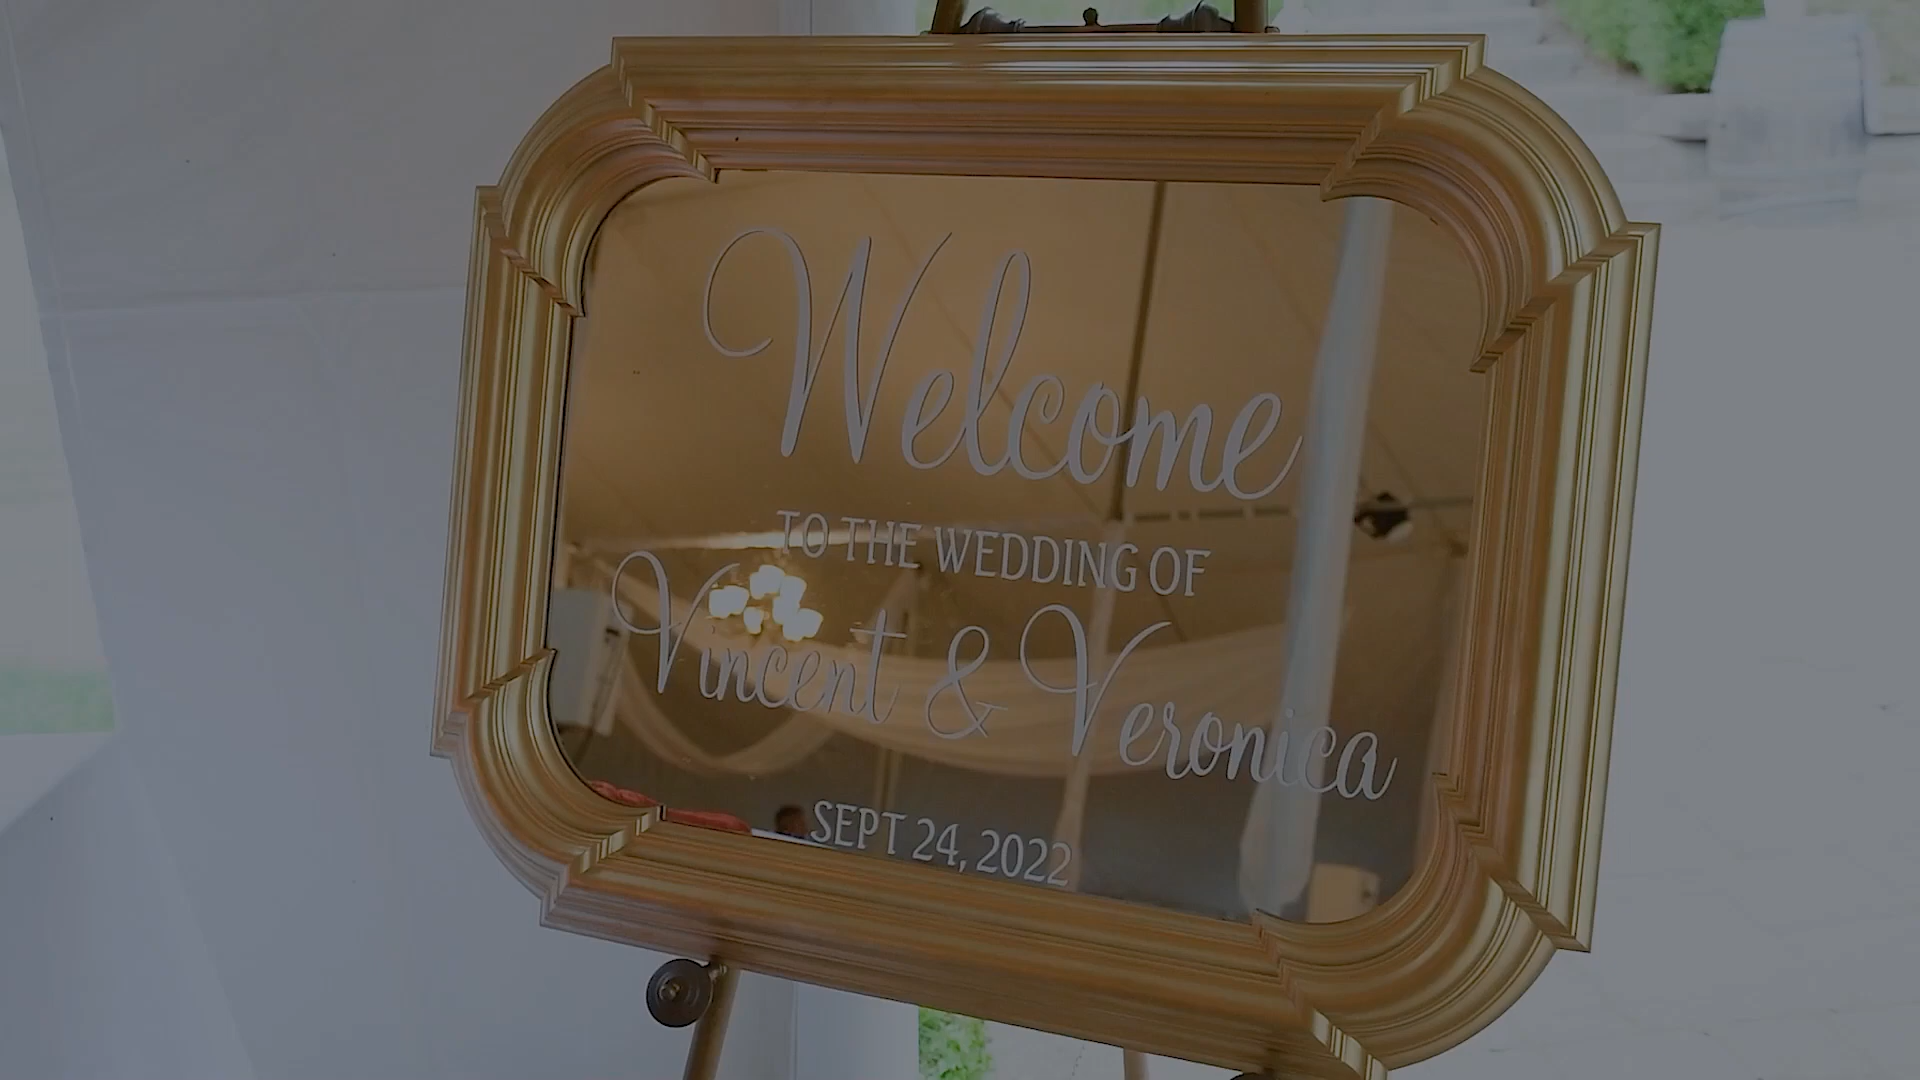 Welcome
TO THE WEDDING OF
Vincent & Veronica
SEPT 24, 2022